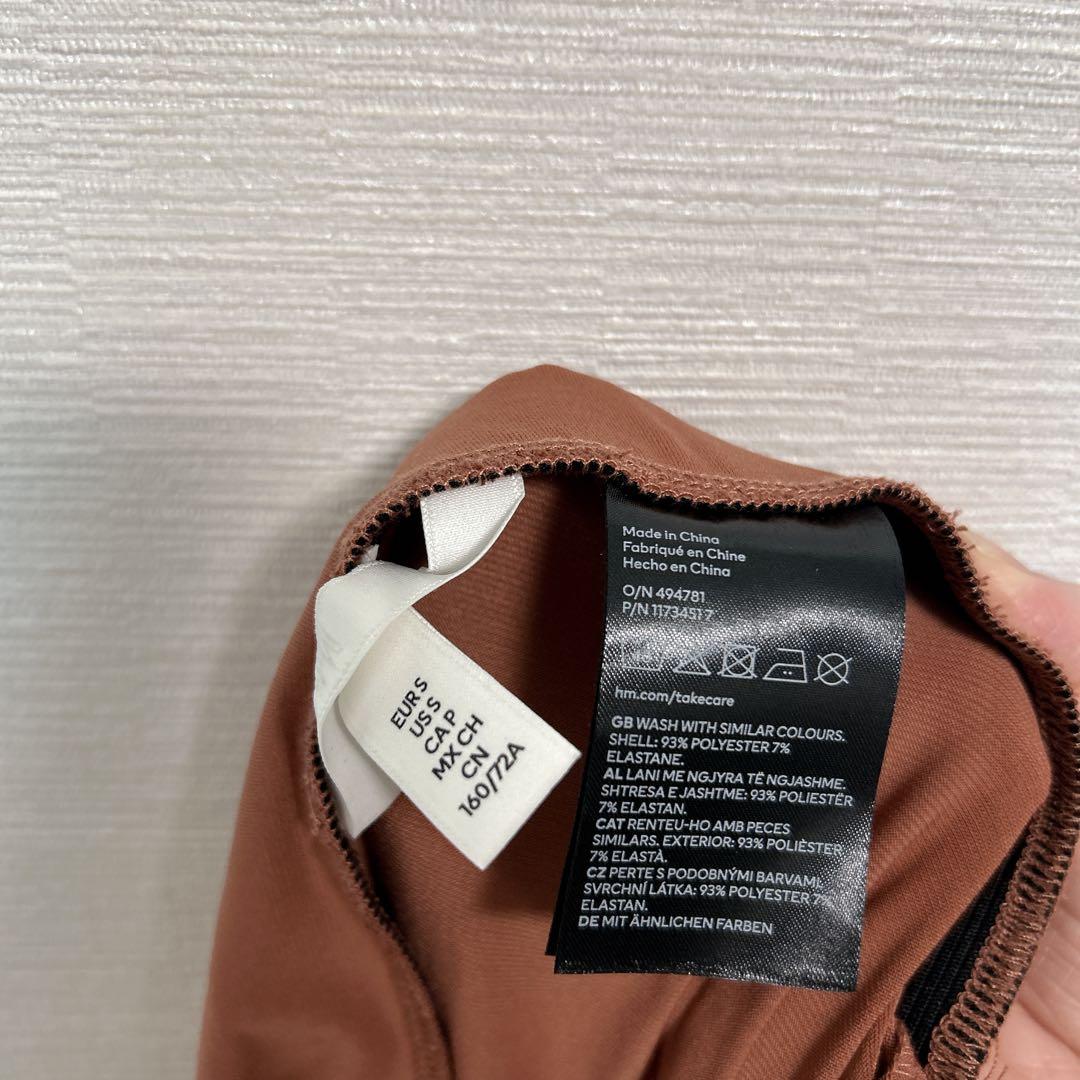 EUR S
US S
CA P
MX CH
CN
160/72A
Made in China
Fabriqué en Chine
Hecho en China
O/N 494781
P/N 1173451 7
hm.com/takecare
GB WASH WITH SIMILAR COLOURS.
SHELL: 93% POLYESTER 7%
ELASTANE.
AL LANI ME NGJYRA TË NGJASHME.
SHTRESA E JASHTME: 93% POLIESTËR
7% ELASTAN.
CAT RENTEU-HO AMB PECES
SIMILARS. EXTERIOR: 93% POLIÈSTER
7% ELASTÀ.
CZ PERTE S PODOBNÝMI BARVAMI.
SVRCHNÍ LÁTKA: 93% POLYESTER 7%
ELASTAN.
DE MIT ÄHNLICHEN FARBEN